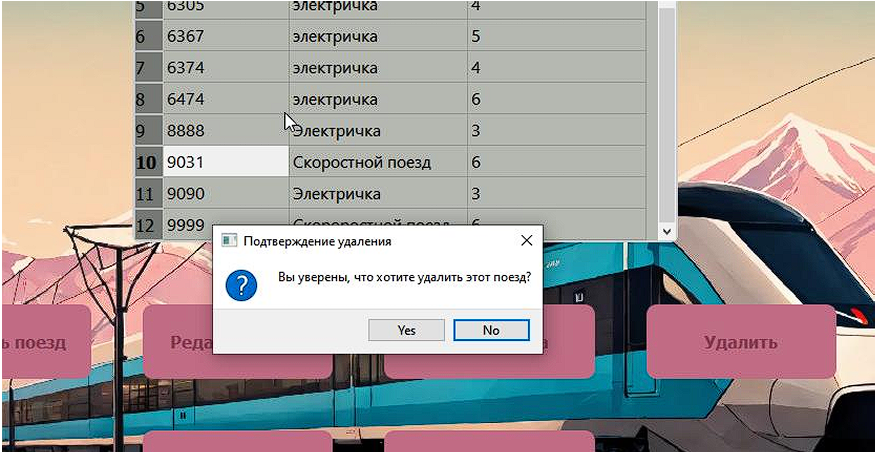 5 6305 электричка 4
6 6367 электричка 5
7 6374 электричка 4
8 6474 электричка 6
9 8888 Электричка 3
10 9031 Скоростной поезд 6
11 9090 Электричка 3
12 9999 6
Подтверждение удаления
Вы уверены, что хотите удалить этот поезд?
Yes No
ь поезд Реда а Удалить